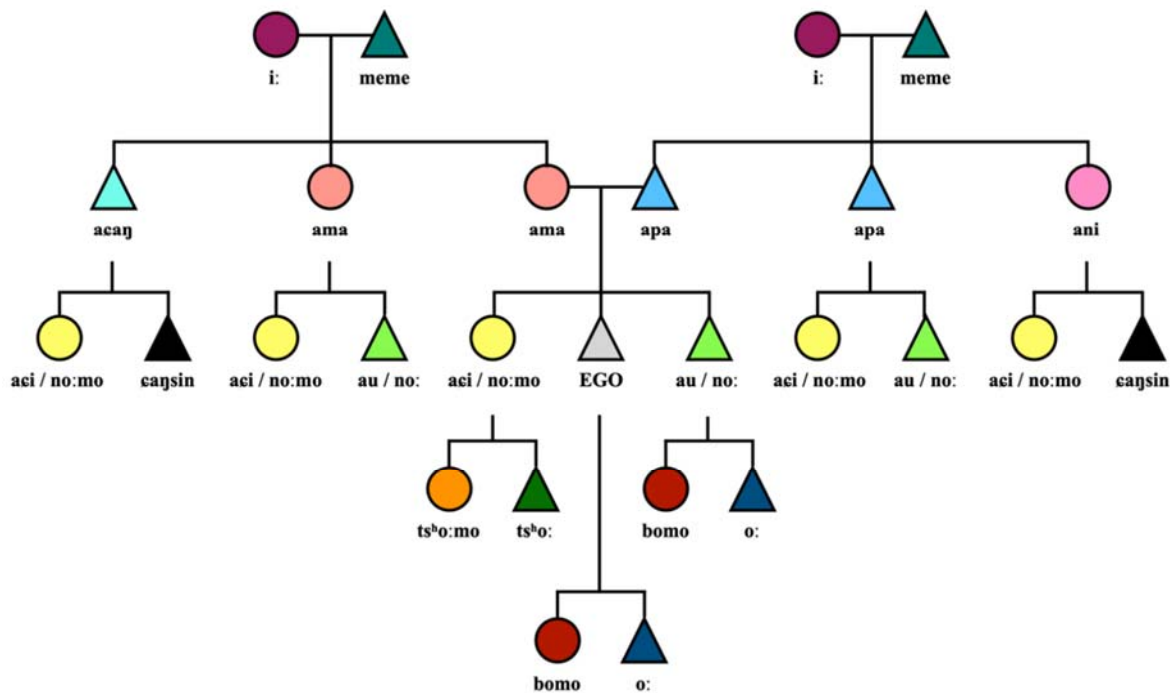 i: meme i: meme
aɕaŋ ama ama apa apa ani
aɕi / no:mo ɕaŋsin aɕi / no:mo au / no: aɕi / no:mo EGO au / no: aɕi / no:mo au / no: aɕi / no:mo ɕaŋsin
tsʰo:mo tsʰo: bomo o:
bomo o: